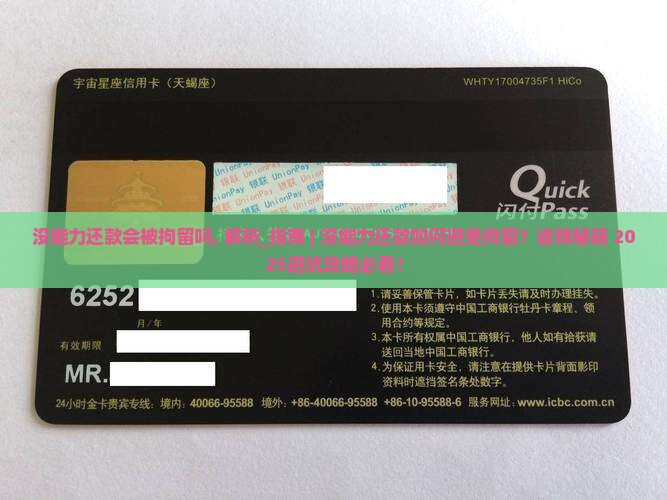 宇宙星座信用卡（天蝎座）
WHTY17004735F1 HiCo
UnionPay 银联 UnionPay 银联 UnionPay
Quick
闪付Pass
没能力还款会被拘留吗, 解析_指南 | 没能力还款如何避免拘留？省钱秘籍 20
25避坑攻略必看！
6252
月/年
有效期限
MR.
1.请妥善保管卡片，如卡片丢失请及时办理挂失。
2.使用本卡须遵守中国工商银行牡丹卡章程、领
用合约等规定。
3.本卡所有权属中国工商银行，他人如有拾获请
送回当地中国工商银行。
4.为保证用卡安全，请注意在提供卡片背面影印
资料时遮挡签名条处数字。
24小时金卡贵宾专线：境内：40066-95588 境外：+86-40066-95588 +86-10-95588-6 服务网址：www.icbc.com.cn